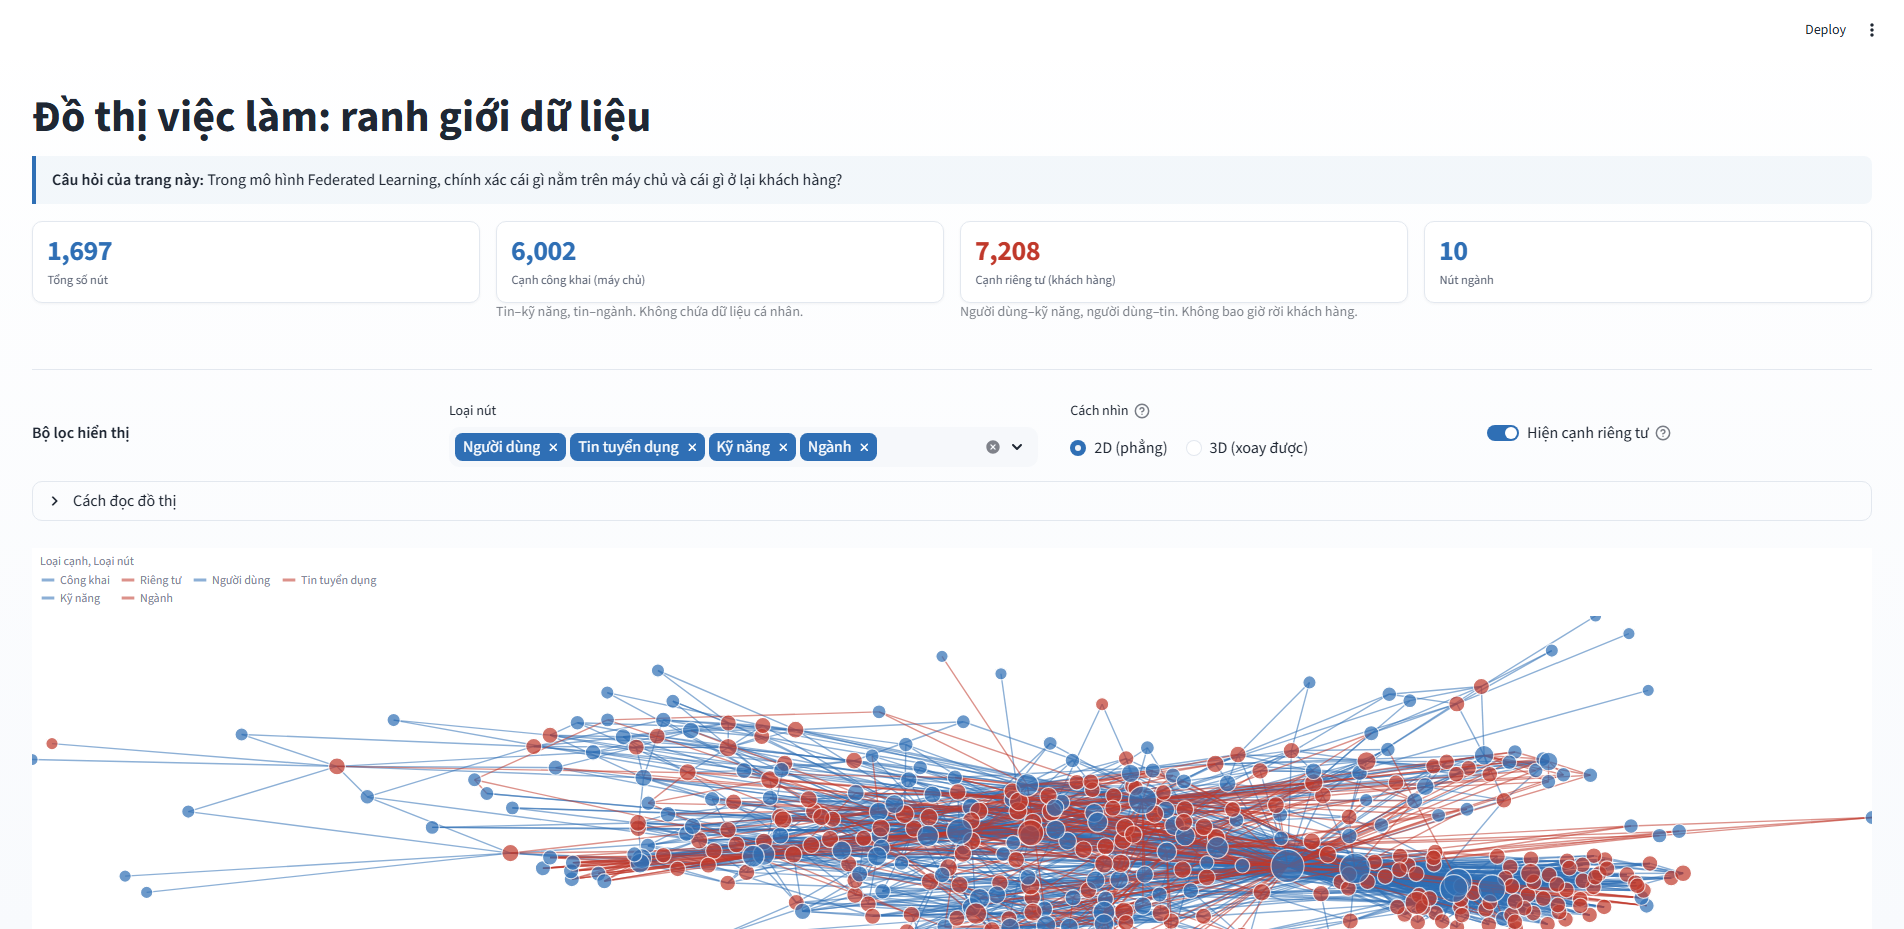 Deploy
Đồ thị việc làm: ranh giới dữ liệu
Câu hỏi của trang này: Trong mô hình Federated Learning, chính xác cái gì nằm trên máy chủ và cái gì ở lại khách hàng?
1,697
Tổng số nút
6,002
Cạnh công khai (máy chủ)
7,208
Cạnh riêng tư (khách hàng)
10
Nút ngành
Tin–kỹ năng, tin–ngành. Không chứa dữ liệu cá nhân.
Người dùng–kỹ năng, người dùng–tin. Không bao giờ rời khách hàng.
Bộ lọc hiển thị
Loại nút
Người dùng
Tin tuyển dụng
Kỹ năng
Ngành
Cách nhìn
2D (phẳng)
3D (xoay được)
Hiện cạnh riêng tư
Cách đọc đồ thị
Loại cạnh, Loại nút
Công khai Riêng tư Người dùng Tin tuyển dụng
Kỹ năng Ngành